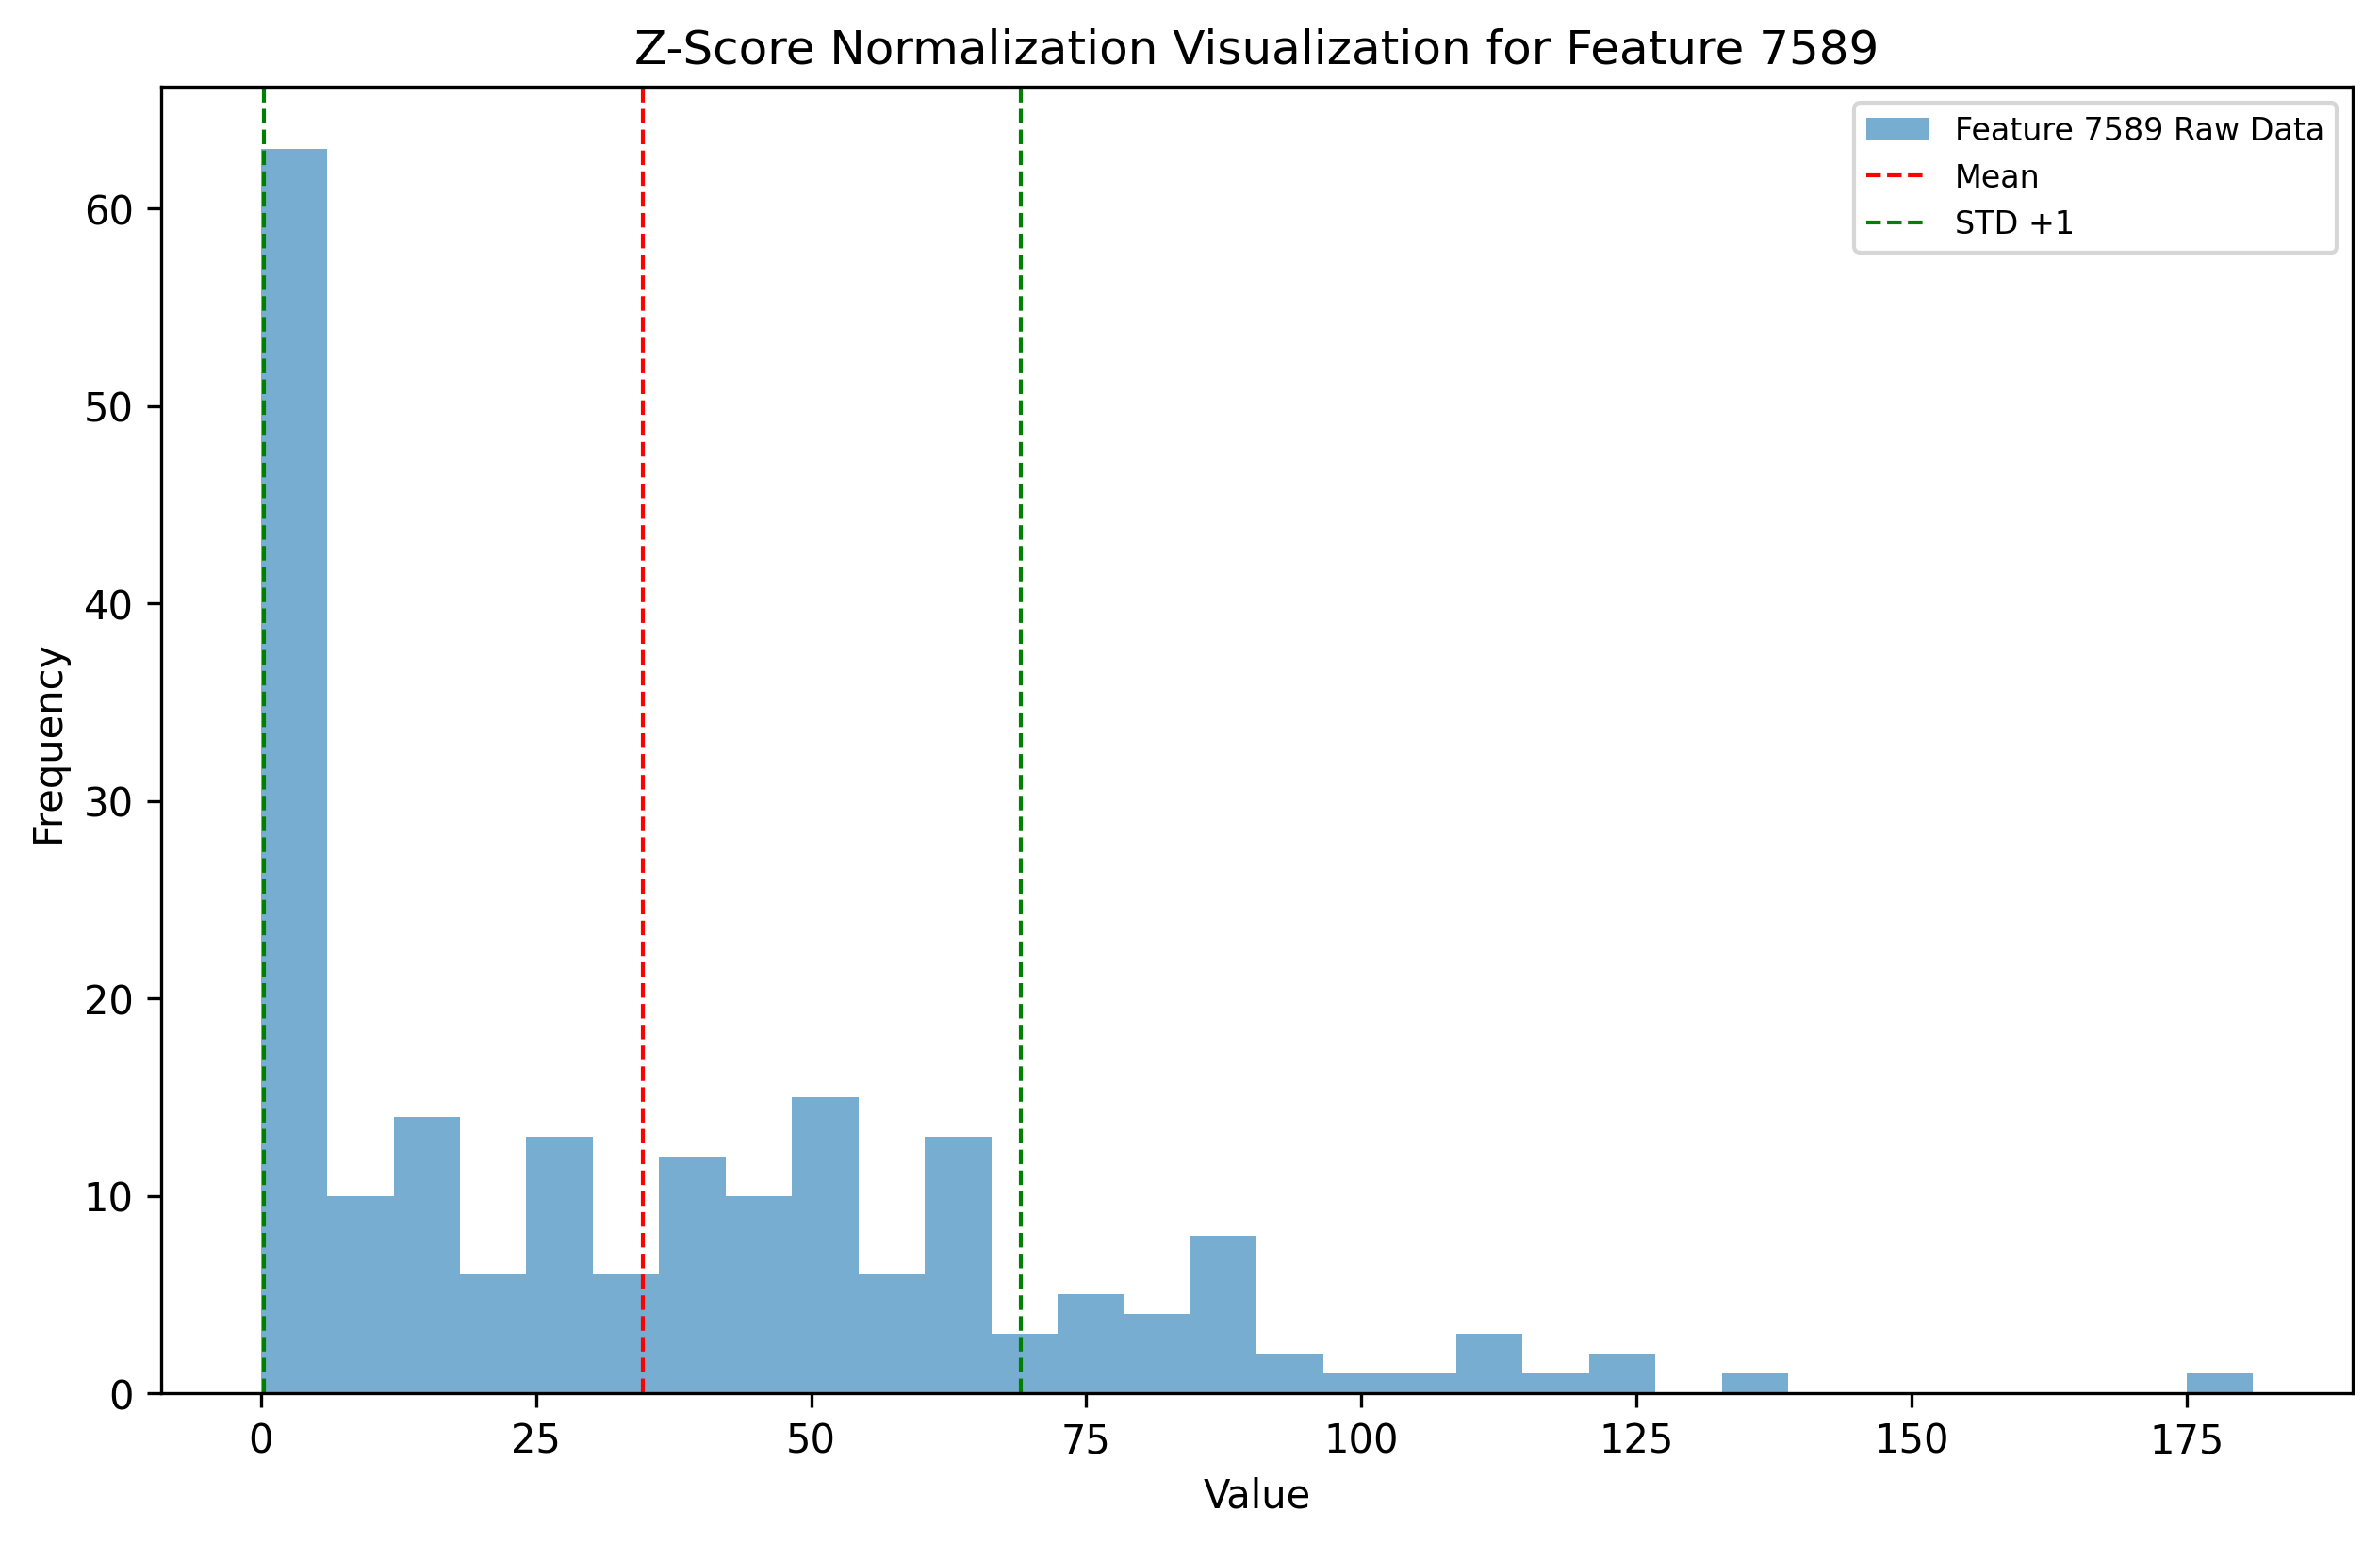 Z-Score Normalization Visualization for Feature 7589
Feature 7589 Raw Data
Mean
STD +1
Frequency
60
50
40
30
20
10
0
0 25 50 75 100 125 150 175
Value